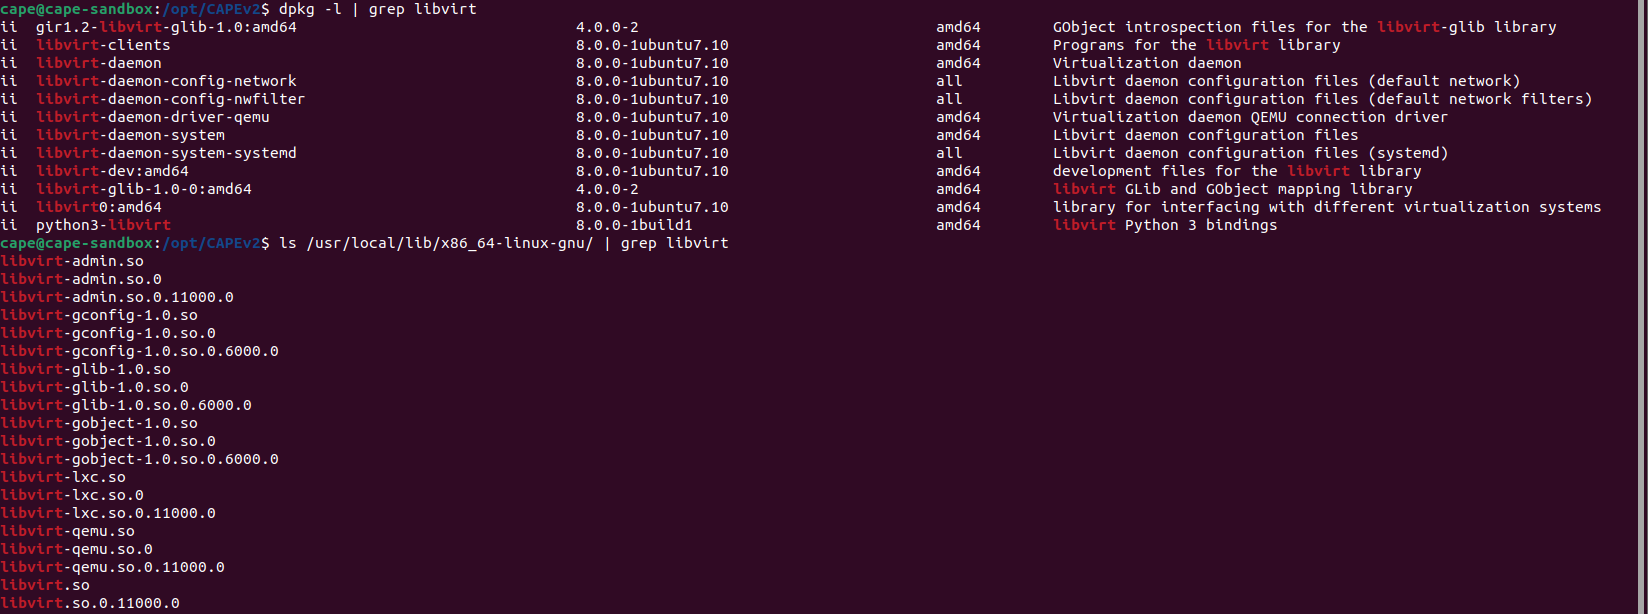 cape@cape-sandbox:/opt/CAPEv2$ dpkg -l | grep libvirt
ii  gir1.2-libvirt-glib-1.0:amd64                               4.0.0-2                                 amd64        GObject introspection files for the libvirt-glib library
ii  libvirt-clients                                             8.0.0-1ubuntu7.10                       amd64        Programs for the libvirt library
ii  libvirt-daemon                                              8.0.0-1ubuntu7.10                       amd64        Virtualization daemon
ii  libvirt-daemon-config-network                               8.0.0-1ubuntu7.10                       all          Libvirt daemon configuration files (default network)
ii  libvirt-daemon-config-nwfilter                              8.0.0-1ubuntu7.10                       all          Libvirt daemon configuration files (default network filters)
ii  libvirt-daemon-driver-qemu                                  8.0.0-1ubuntu7.10                       amd64        Virtualization daemon QEMU connection driver
ii  libvirt-daemon-system                                       8.0.0-1ubuntu7.10                       amd64        Libvirt daemon configuration files
ii  libvirt-daemon-system-systemd                               8.0.0-1ubuntu7.10                       all          Libvirt daemon configuration files (systemd)
ii  libvirt-dev:amd64                                           8.0.0-1ubuntu7.10                       amd64        development files for the libvirt library
ii  libvirt-glib-1.0-0:amd64                                    4.0.0-2                                 amd64        libvirt GLib and GObject mapping library
ii  libvirt0:amd64                                              8.0.0-1ubuntu7.10                       amd64        library for interfacing with different virtualization systems
ii  python3-libvirt                                             8.0.0-1build1                           amd64        libvirt Python 3 bindings
cape@cape-sandbox:/opt/CAPEv2$ ls /usr/local/lib/x86_64-linux-gnu/ | grep libvirt
libvirt-admin.so
libvirt-admin.so.0
libvirt-admin.so.0.11000.0
libvirt-gconfig-1.0.so
libvirt-gconfig-1.0.so.0
libvirt-gconfig-1.0.so.0.6000.0
libvirt-glib-1.0.so
libvirt-glib-1.0.so.0
libvirt-glib-1.0.so.0.6000.0
libvirt-gobject-1.0.so
libvirt-gobject-1.0.so.0
libvirt-gobject-1.0.so.0.6000.0
libvirt-lxc.so
libvirt-lxc.so.0
libvirt-lxc.so.0.11000.0
libvirt-qemu.so
libvirt-qemu.so.0
libvirt-qemu.so.0.11000.0
libvirt.so
libvirt.so.0.11000.0